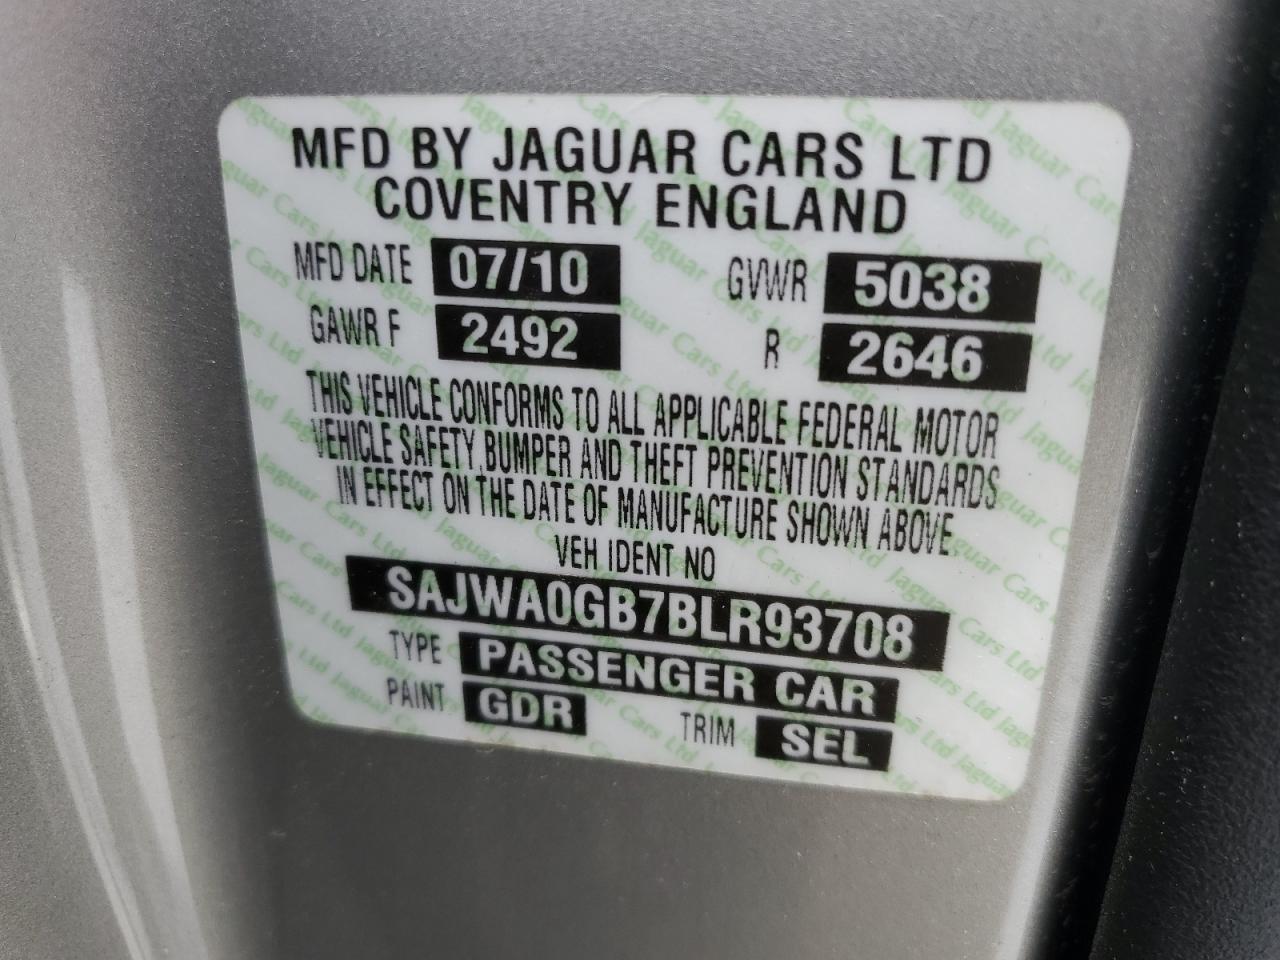 MFD BY JAGUAR CARS LTD
COVENTRY ENGLAND
MFD DATE 07/10 GVWR 5038
GAWR F 2492 R 2646
THIS VEHICLE CONFORMS TO ALL APPLICABLE FEDERAL MOTOR
VEHICLE SAFETY, BUMPER AND THEFT PREVENTION STANDARDS
IN EFFECT ON THE DATE OF MANUFACTURE SHOWN ABOVE
VEH IDENT NO
SAJWA0GB7BLR93708
TYPE PASSENGER CAR
PAINT GDR TRIM SEL